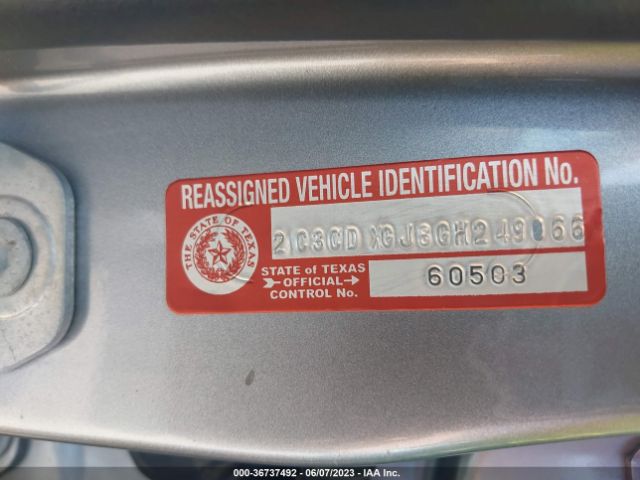 REASSIGNED VEHICLE IDENTIFICATION No.
2C3CDXGJ8GH249066
THE STATE OF TEXAS
STATE of TEXAS
OFFICIAL
CONTROL No.
60503
000-36737492 - 06/07/2023 - IAA Inc.